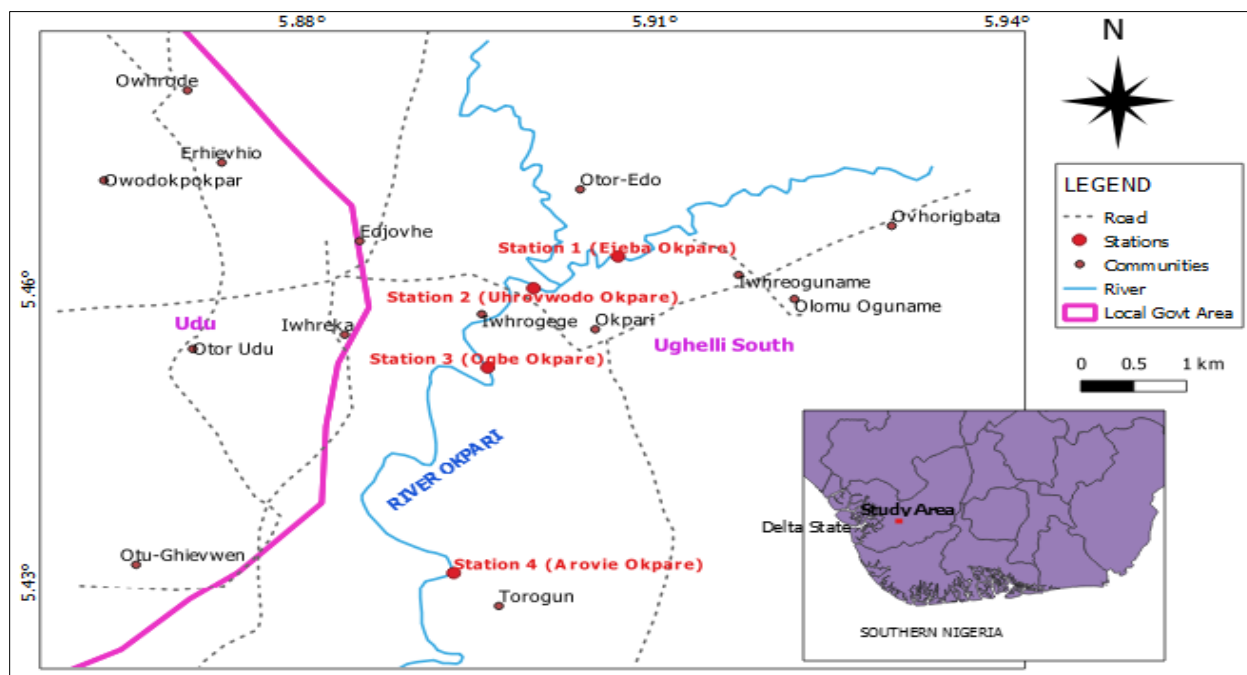 5.88°
5.91°
5.94°
N
Owhrode
Erhievhio
Owodokpokpar
Otor-Edo
LEGEND
Road
Stations
Communities
River
Local Govt Area
Ovhorigbata
Edjovhe
Station 1 (Ejeba Okpare)
5.46°
Iwhreoguname
Station 2 (Uhrovwodo Okpare)
Olomu Oguname
Udu
Iwhreka
Iwhrogege
Okpari
Otor Udu
Ughelli South
Station 3 (Ogbe Okpare)
0 0.5 1 km
RIVER OKPARI
Study Area
Delta State
Otu-Ghievwen
Station 4 (Arovie Okpare)
5.43°
Torogun
SOUTHERN NIGERIA